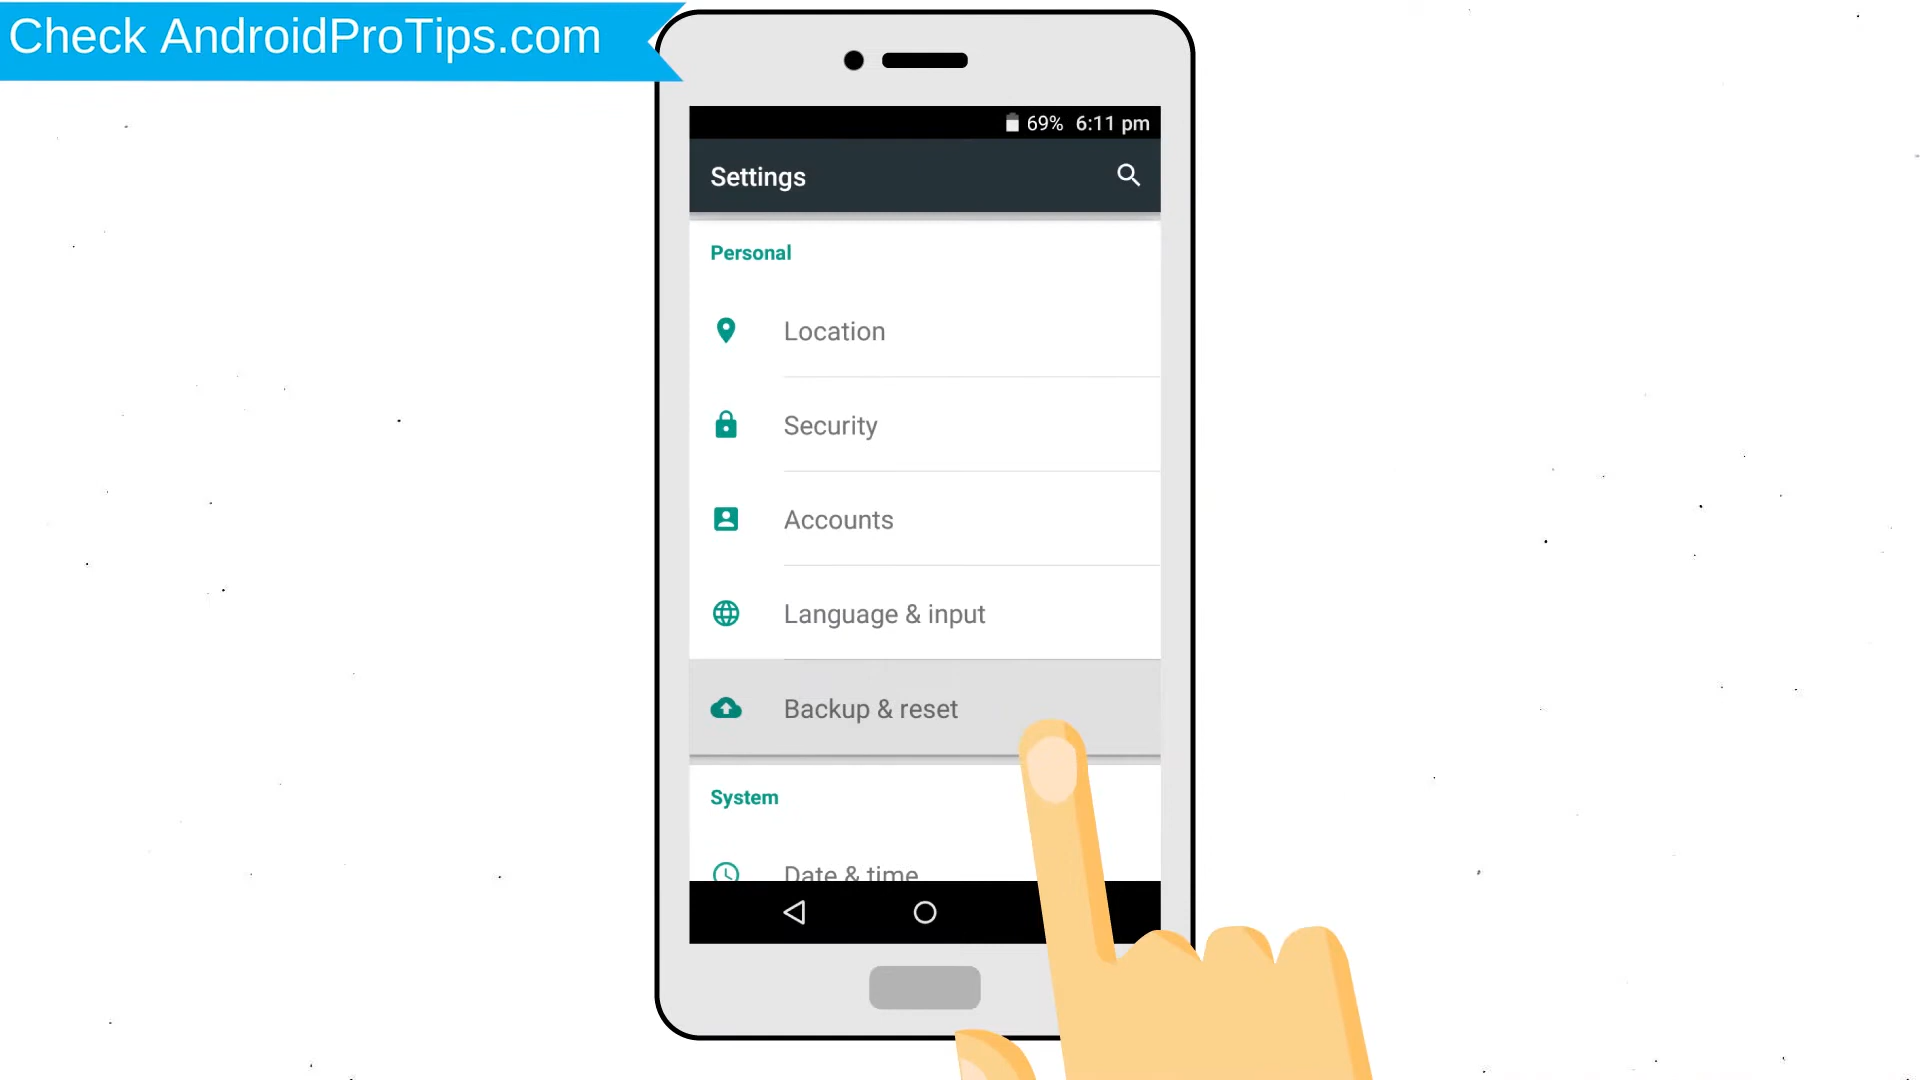 Check AndroidProTips.com
69% 6:11 pm
Settings
Personal
Location
Security
Accounts
Language & input
Backup & reset
System
Date & time